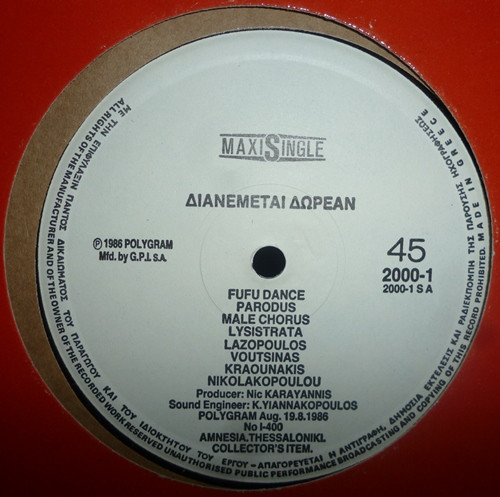 MAXISINGLE
ΔΙΑΝΕΜΕΤΑΙ ΔΩΡΕΑΝ
Ⓟ 1986 POLYGRAM
Mfd. by G.P.I. S.A.
45
2000-1
2000-1 S A
FUFU DANCE
PARODUS
MALE CHORUS
LYSISTRATA
LAZOPOULOS
VOUTSINAS
KRAOUNAKIS
NIKOLAKOPOULOU
Producer: Nic KARAYANNIS
Sound Engineer: K.YIANNAKOPOULOS
POLYGRAM Aug. 19.8.1986
No I-400
AMNESIA.THESSALONIKI.
COLLECTOR'S ITEM.
ΜΕ ΤΗΝ ΕΠΙΦΥΛΑΞΙΝ ΠΑΝΤΟΣ ΔΙΚΑΙΩΜΑΤΟΣ ΤΟΥ ΠΑΡΑΓΩΓΟΥ ΚΑΙ ΤΟΥ ΙΔΙΟΚΤΗΤΟΥ ΤΟΥ ΕΡΓΟΥ - ΑΠΑΓΟΡΕΥΕΤΑΙ Η ΑΝΤΙΓΡΑΦΗ, ΔΗΜΟΣΙΑ ΕΚΤΕΛΕΣΙΣ ΚΑΙ ΡΑΔΙΕΚΠΟΜΠΗ ΤΗΣ ΠΑΡΟΥΣΗΣ ΗΧΟΓΡΑΦΗΣΕΩΣ
ALL RIGHTS OF THE MANUFACTURER AND OF THE OWNER OF THE RECORDED WORK RESERVED UNAUTHORISED PUBLIC PERFORMANCE BROADCASTING AND COPYING OF THIS RECORD PROHIBITED. MADE IN GREECE